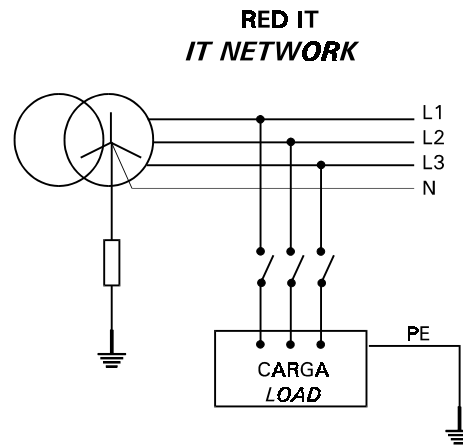 RED IT
IT NETWORK
L1
L2
L3
N
PE
CARGA
LOAD